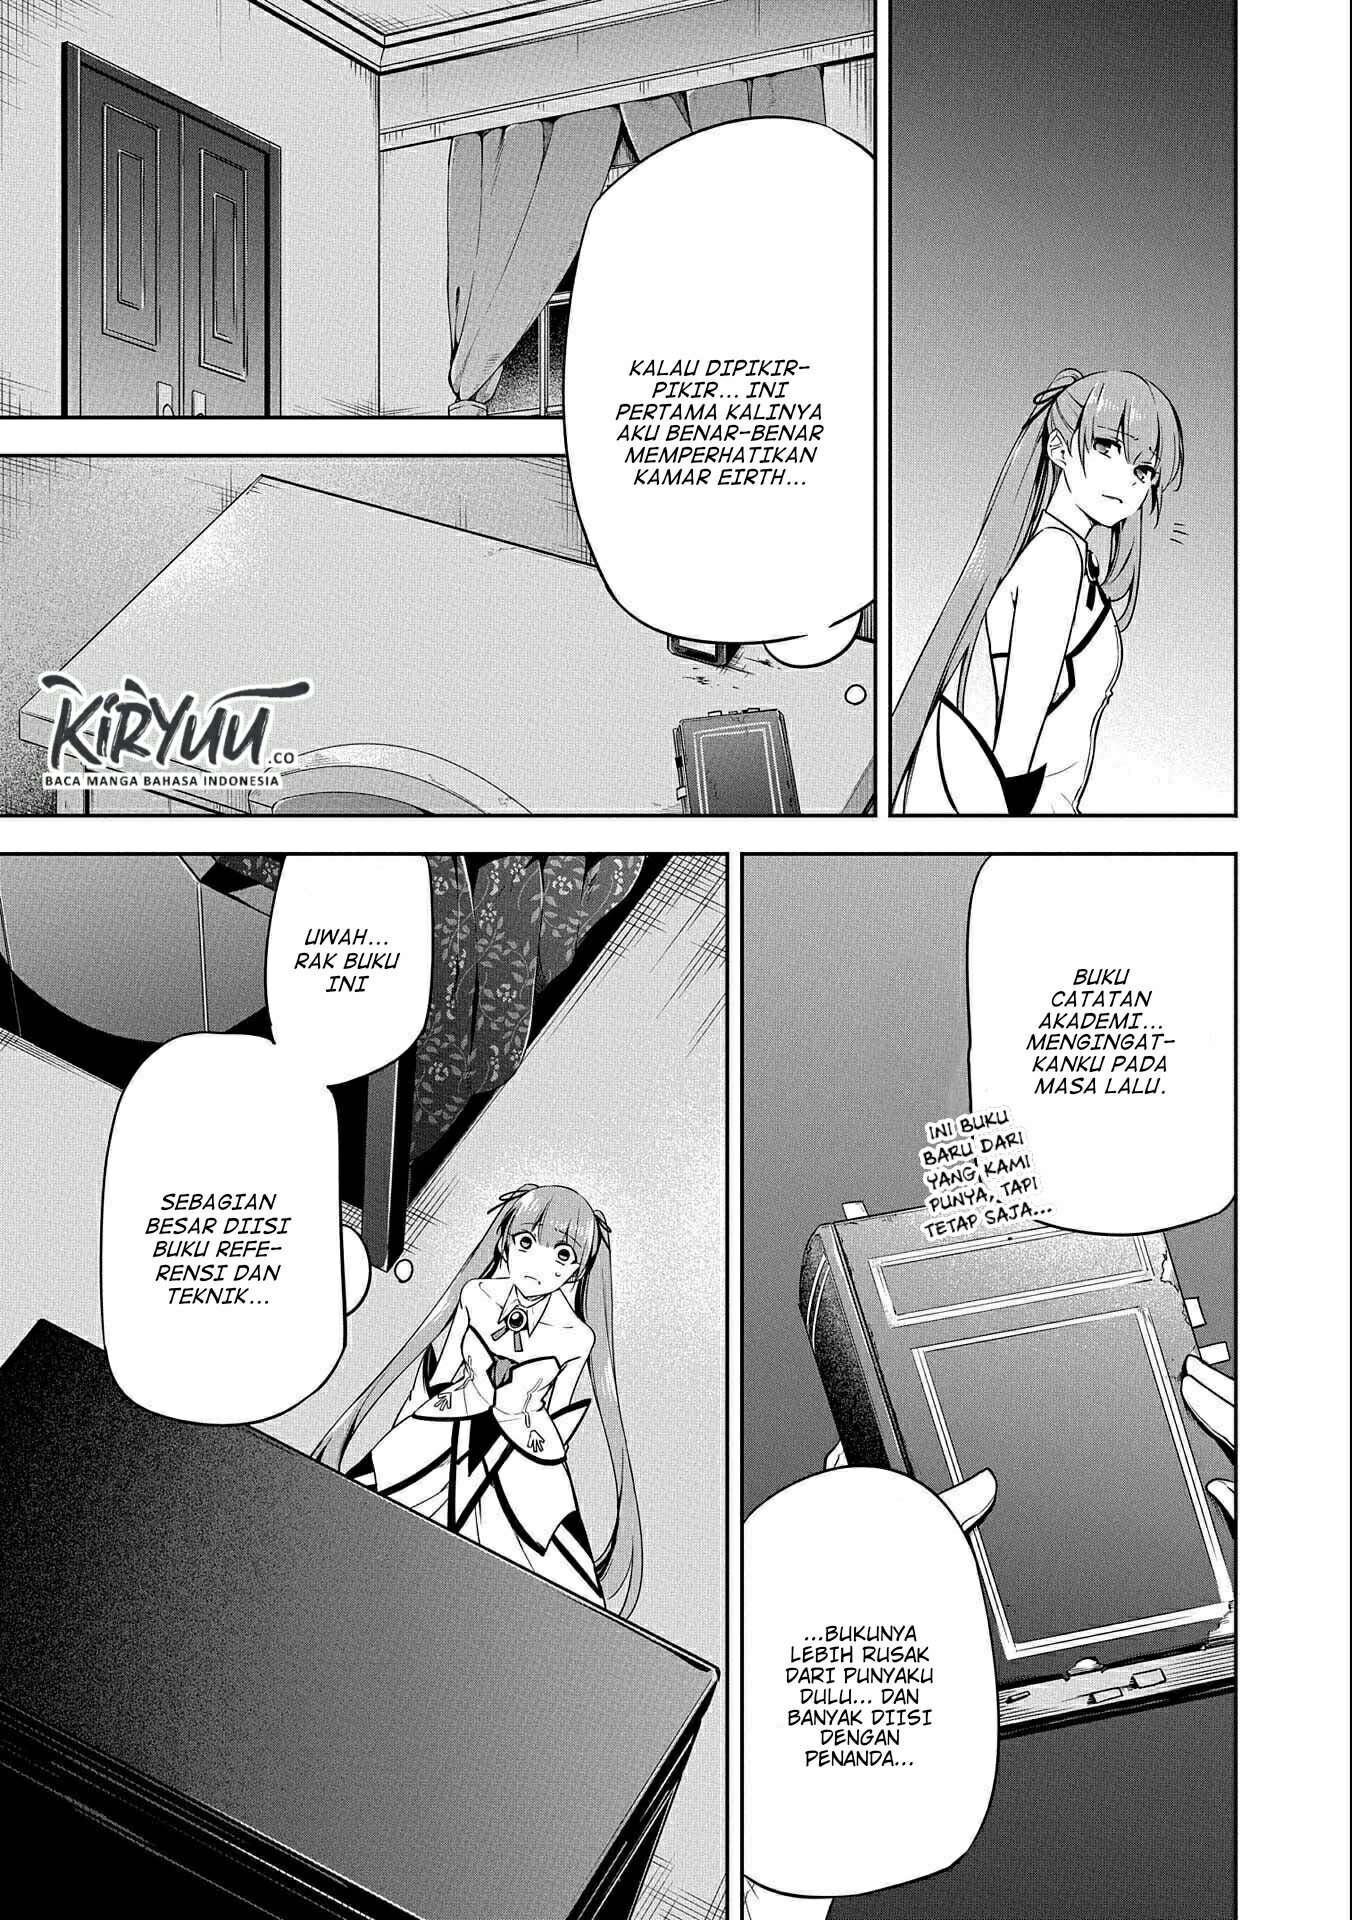 KALAU DIPIKIR-
PIKIR... INI
PERTAMA KALINYA
AKU BENAR-BENAR
MEMPERHATIKAN
KAMAR EIRTH...
KIRYUU.CO
BACA MANGA BAHASA INDONESIA
BUKU
CATATAN
AKADEMI...
MENGINGAT-
KANKU PADA
MASA LALU.
INI BUKU
BARU DARI
YANG KAMI
PUNYA, TAPI
TETAP SAJA...
...BUKUNYA
LEBIH RUSAK
DARI PUNYAKU
DULU... DAN
BANYAK DIISI
DENGAN
PENANDA...
UWAH...
RAK BUKU
INI
SEBAGIAN
BESAR DIISI
BUKU REFE-
RENSI DAN
TEKNIK...